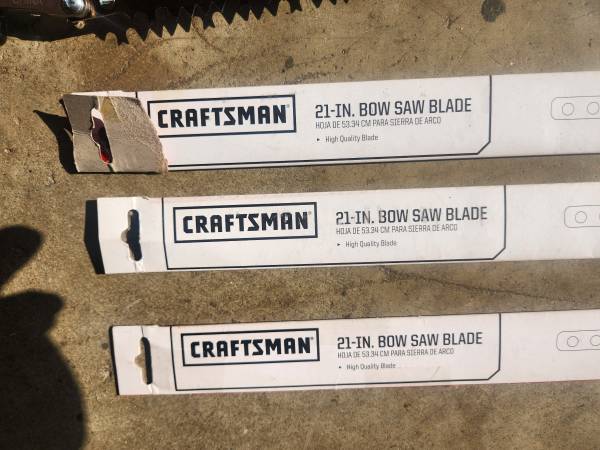 CRAFTSMAN
21-IN. BOW SAW BLADE
HOJA DE 53.34 CM PARA SIERRA DE ARCO
• High Quality Blade
CRAFTSMAN
21-IN. BOW SAW BLADE
HOJA DE 53.34 CM PARA SIERRA DE ARCO
• High Quality Blade
CRAFTSMAN
21-IN. BOW SAW BLADE
HOJA DE 53.34 CM PARA SIERRA DE ARCO
• High Quality Blade